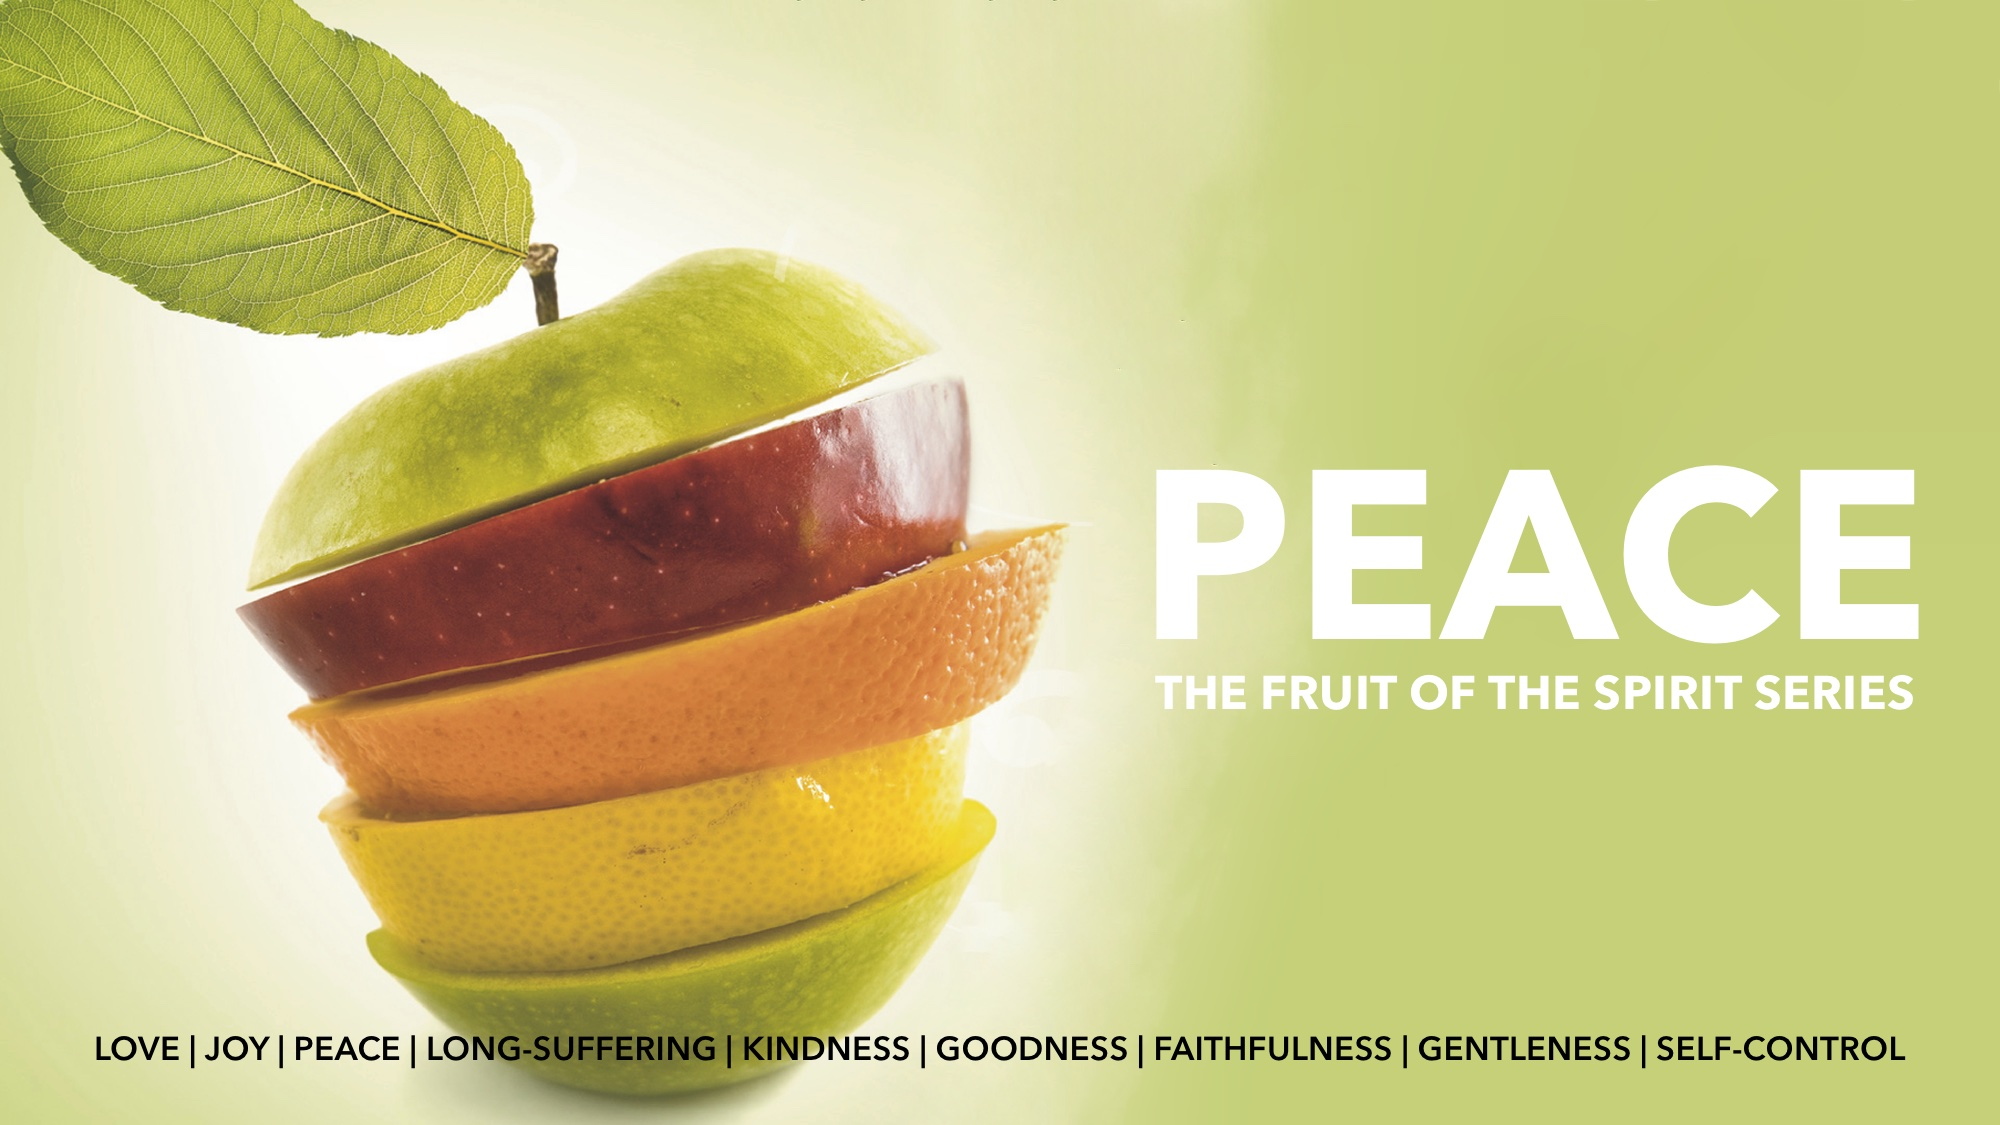 PEACE
THE FRUIT OF THE SPIRIT SERIES
LOVE | JOY | PEACE | LONG-SUFFERING | KINDNESS | GOODNESS | FAITHFULNESS | GENTLENESS | SELF-CONTROL